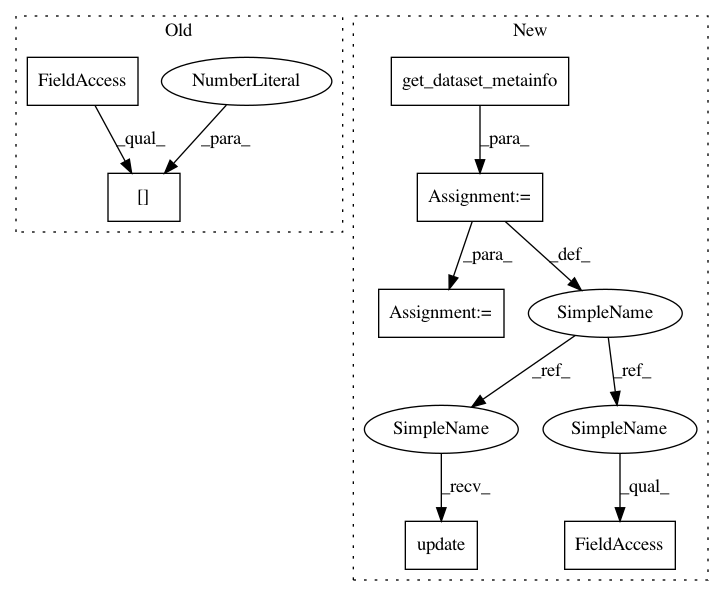 Old
New
FieldAccess
NumberLiteral
get_dataset_metainfo
_qual_
_para_
_para_
[]
Assignment:=
_para_
_def_
Assignment:=
SimpleName
_ref_
_ref_
SimpleName
SimpleName
_recv_
_qual_
update
FieldAccess